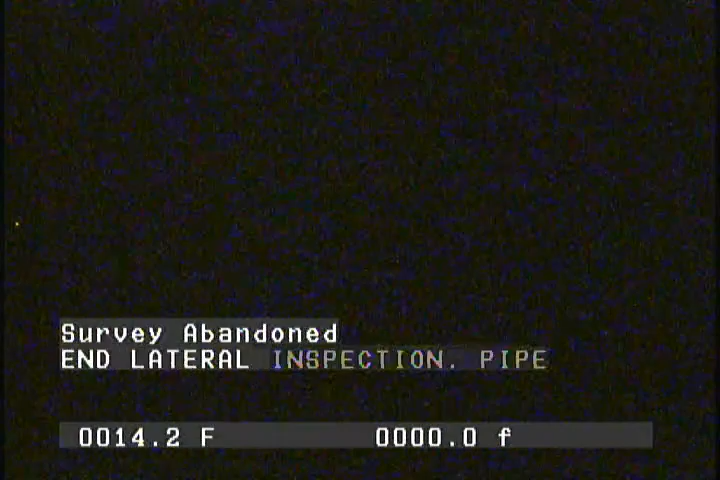 Survey Abandoned
END LATERAL INSPECTION. PIPE
0014.2 F 0000.0 f